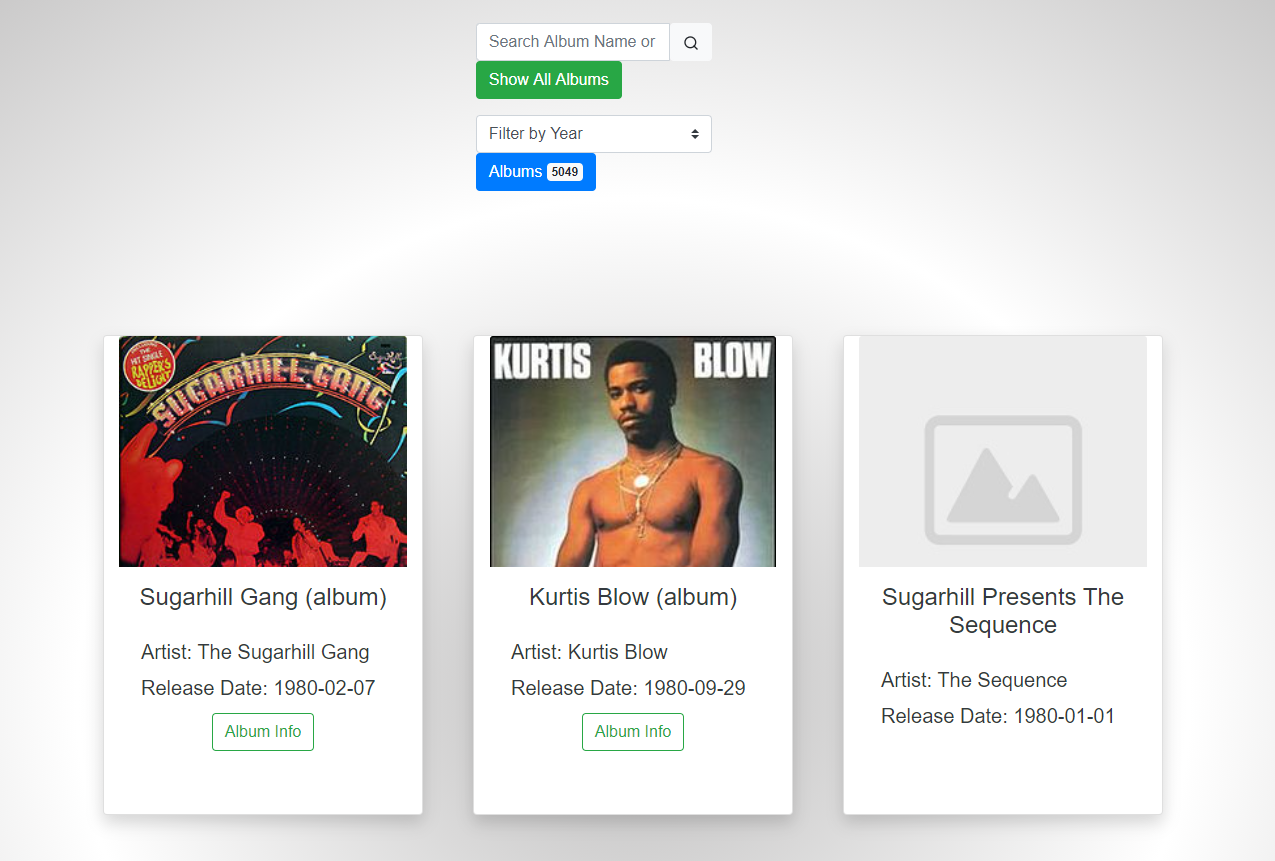 Search Album Name or
Show All Albums
Filter by Year
Albums 5049
THE
HIT SINGLE
RAPPER'S
DELIGHT
SugarHill
SUGARHILL GANG
KURTIS BLOW
Sugarhill Gang (album)
Artist: The Sugarhill Gang
Release Date: 1980-02-07
Album Info
Kurtis Blow (album)
Artist: Kurtis Blow
Release Date: 1980-09-29
Album Info
Sugarhill Presents The
Sequence
Artist: The Sequence
Release Date: 1980-01-01